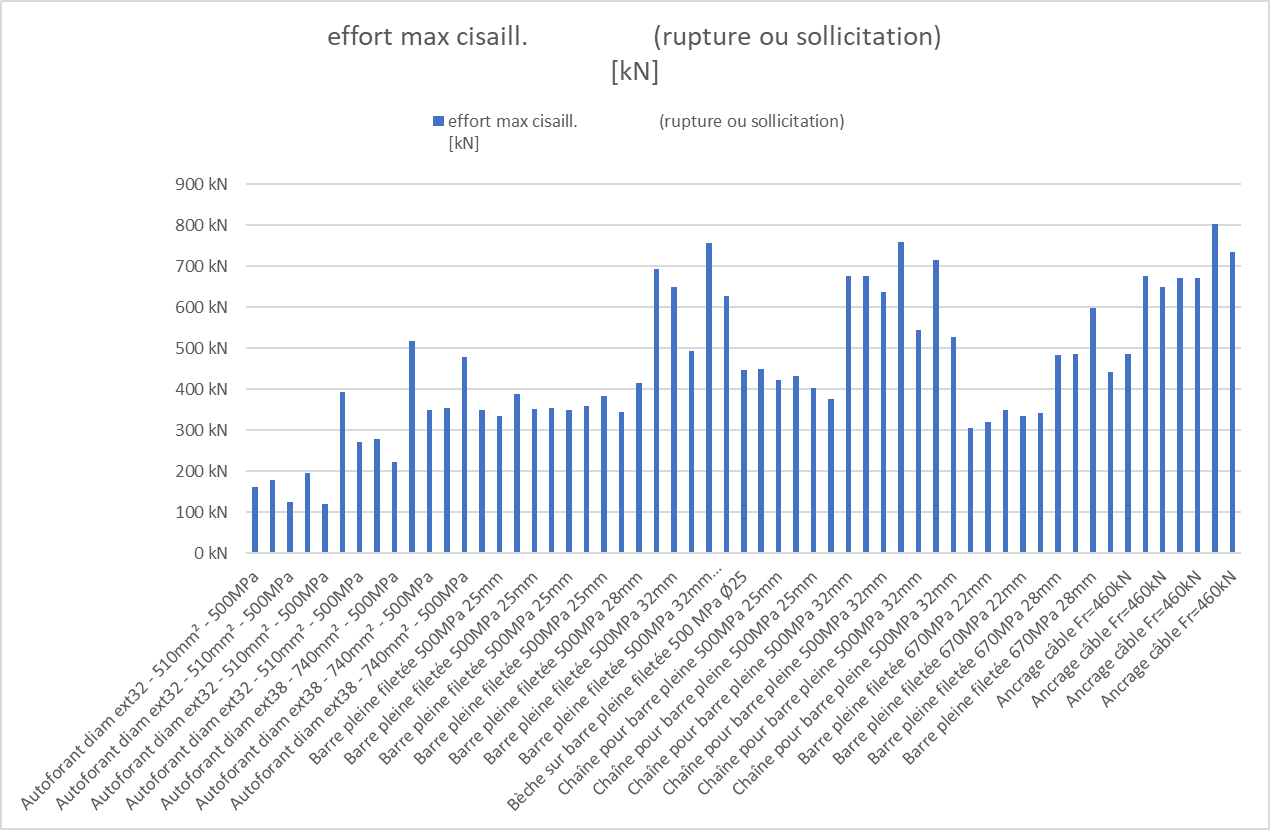 effort max cisaill. (rupture ou sollicitation)
[kN]
effort max cisaill. (rupture ou sollicitation)
[kN]
900 kN
800 kN
700 kN
600 kN
500 kN
400 kN
300 kN
200 kN
100 kN
0 kN
Autoforant diam ext32 - 510mm² - 500MPa
Autoforant diam ext32 - 510mm² - 500MPa
Autoforant diam ext32 - 510mm² - 500MPa
Autoforant diam ext32 - 510mm² - 500MPa
Autoforant diam ext38 - 740mm² - 500MPa
Autoforant diam ext38 - 740mm² - 500MPa
Autoforant diam ext38 - 740mm² - 500MPa
Barre pleine filetée 500MPa 25mm
Barre pleine filetée 500MPa 25mm
Barre pleine filetée 500MPa 25mm
Barre pleine filetée 500MPa 25mm
Barre pleine filetée 500MPa 28mm
Barre pleine filetée 500MPa 32mm
Barre pleine filetée 500MPa 32mm...
Bèche sur barre pleine filetée 500 MPa Ø25
Chaîne pour barre pleine 500MPa 25mm
Chaîne pour barre pleine 500MPa 25mm
Chaîne pour barre pleine 500MPa 32mm
Chaîne pour barre pleine 500MPa 32mm
Chaîne pour barre pleine 500MPa 32mm
Chaîne pour barre pleine 500MPa 32mm
Barre pleine filetée 670MPa 22mm
Barre pleine filetée 670MPa 22mm
Barre pleine filetée 670MPa 28mm
Barre pleine filetée 670MPa 28mm
Ancrage câble Fr=460kN
Ancrage câble Fr=460kN
Ancrage câble Fr=460kN
Ancrage câble Fr=460kN